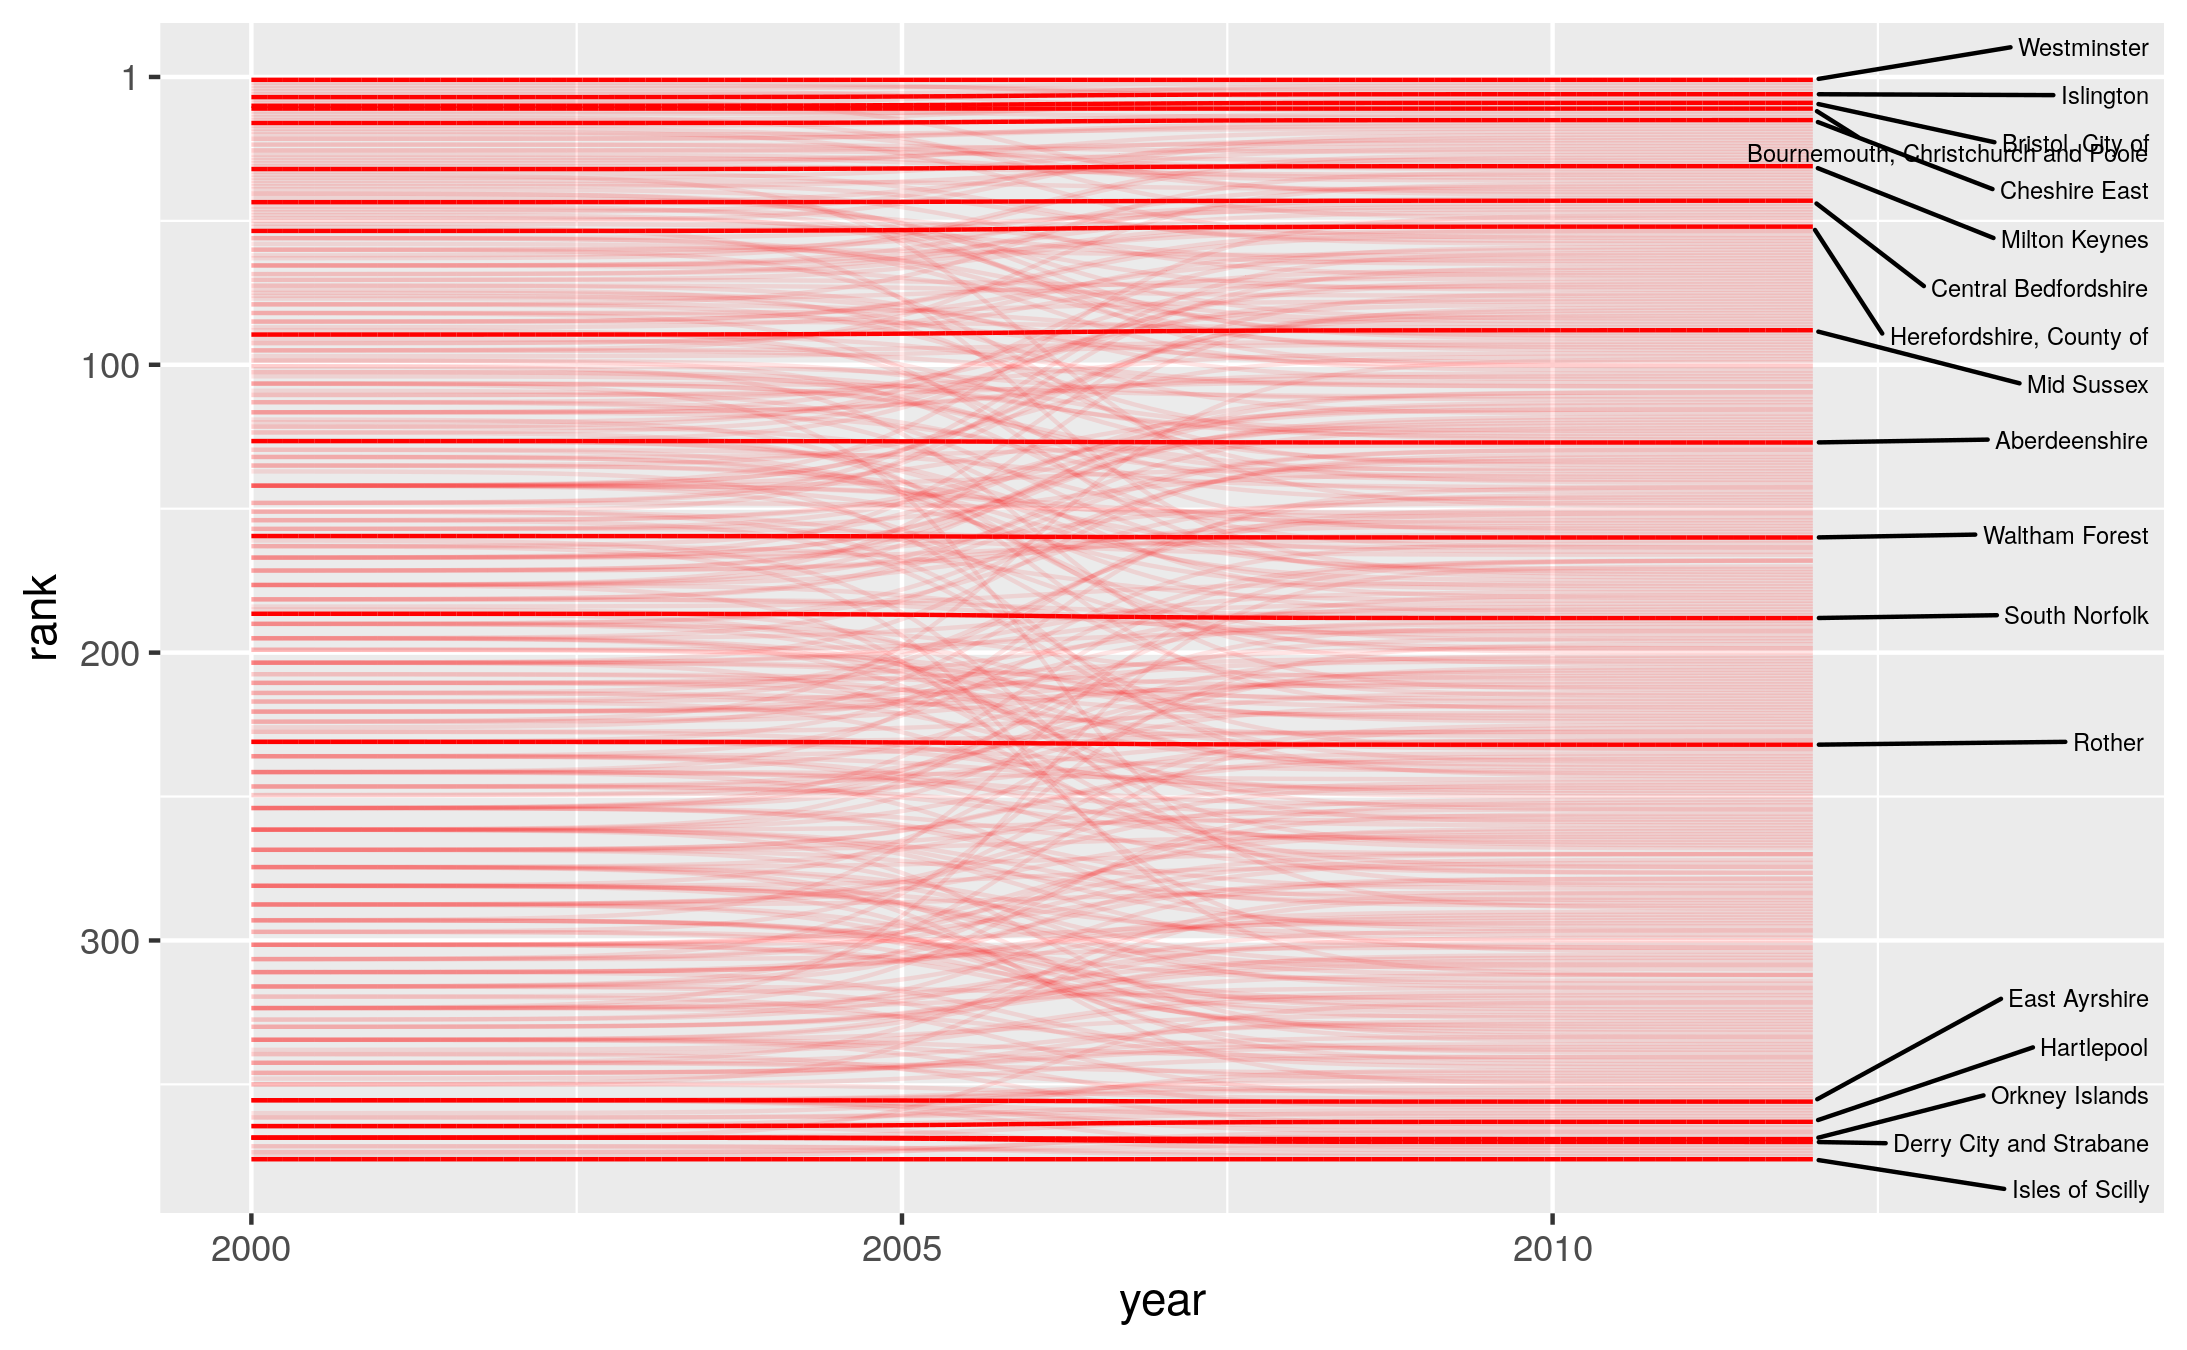 Westminster
1
Islington
Bristol, City of
Bournemouth, Christchurch and Poole
Cheshire East
Milton Keynes
Central Bedfordshire
Herefordshire, County of
100
Mid Sussex
Aberdeenshire
Waltham Forest
South Norfolk
rank
200
Rother
300
East Ayrshire
Hartlepool
Orkney Islands
Derry City and Strabane
Isles of Scilly
2000 2005 2010
year